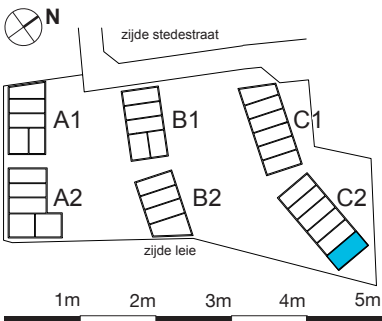 N
zijde stedestraat
A1
B1
C1
A2
B2
C2
zijde leie
1m 2m 3m 4m 5m